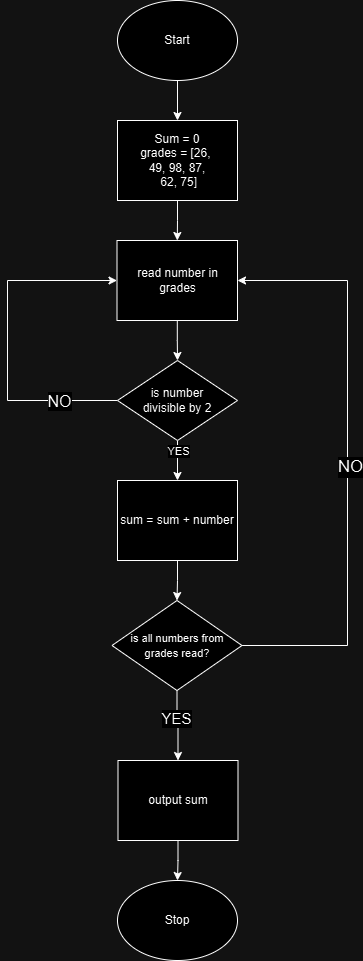 Start
Sum = 0
grades = [26,
49, 98, 87,
62, 75]
read number in
grades
is number
divisible by 2
NO
YES
sum = sum + number
NO
is all numbers from
grades read?
YES
output sum
Stop